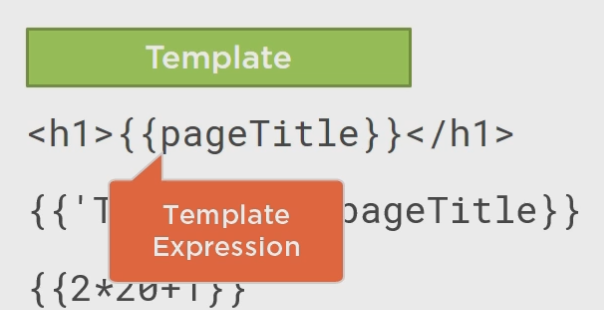 Template
<h1>{{pageTitle}}</h1>
Template
Expression
{{'T pageTitle}}
{{2*20+1}}